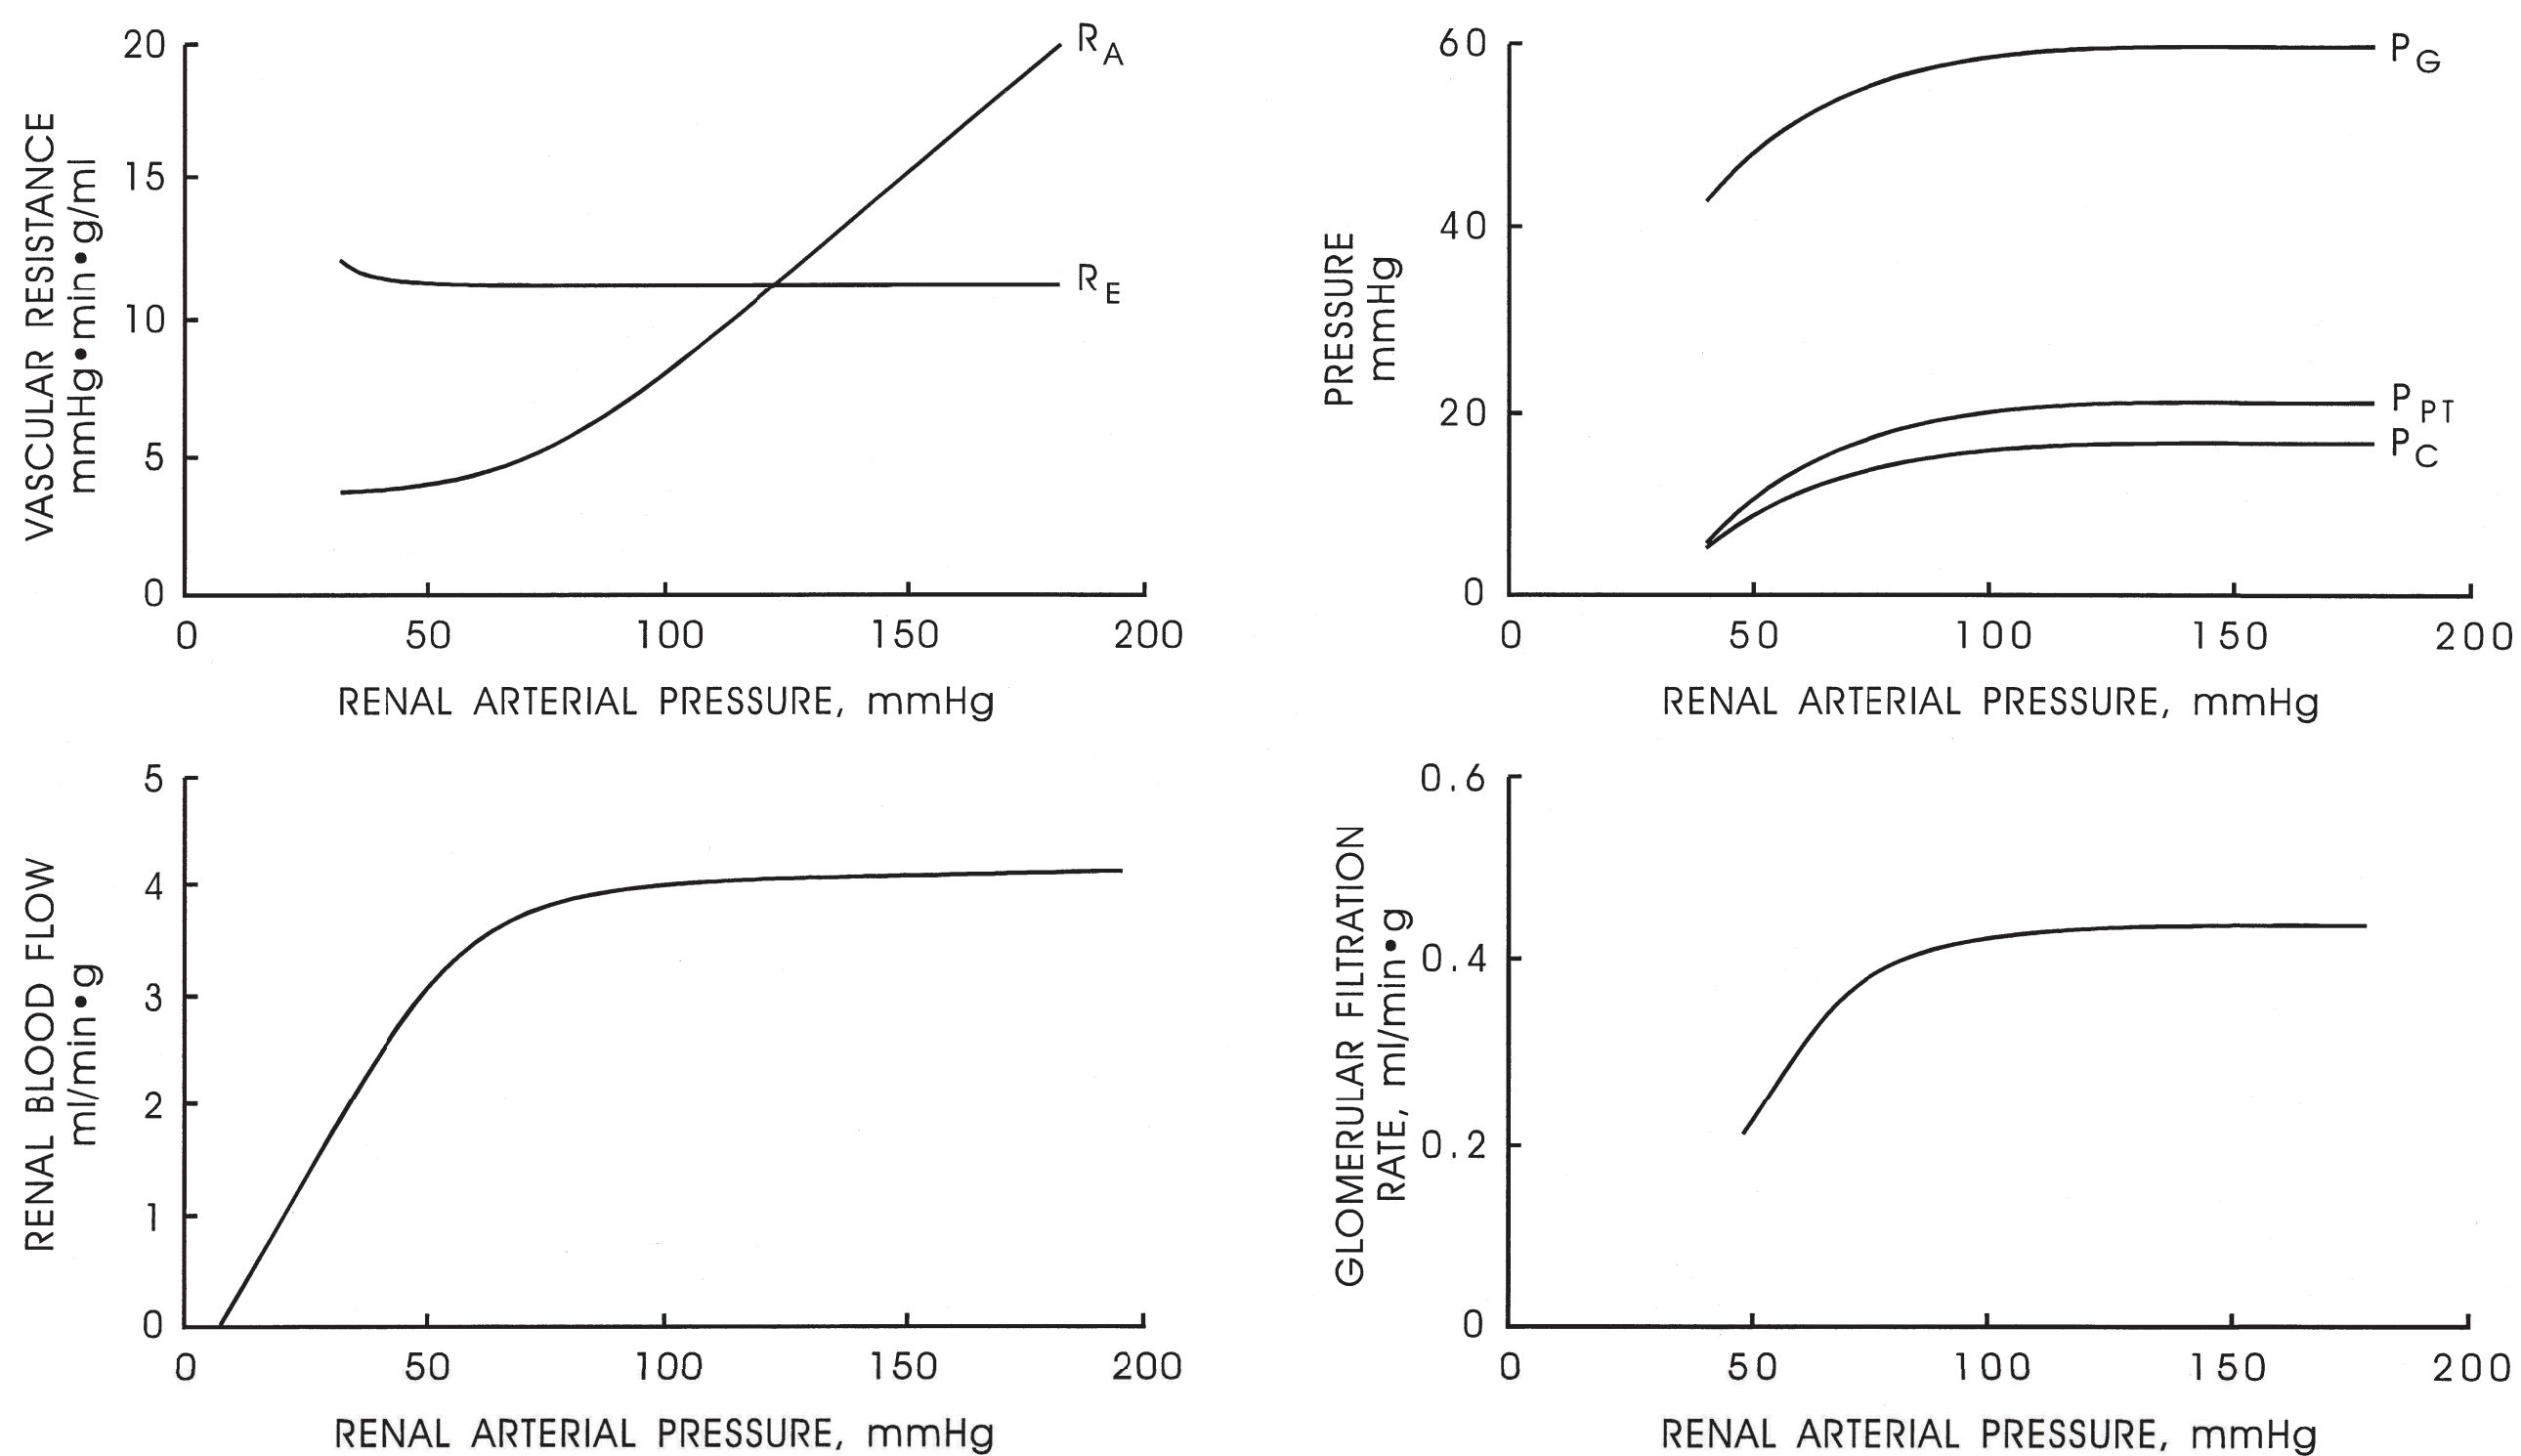 20
15
10
5
0
VASCULAR RESISTANCE
mmHg•min•g/ml
R A
R E
0 50 100 150 200
RENAL ARTERIAL PRESSURE, mmHg
60
40
20
0
PRESSURE
mmHg
P G
P PT
P C
0 50 100 150 200
RENAL ARTERIAL PRESSURE, mmHg
5
4
3
2
1
0
RENAL BLOOD FLOW
ml/min•g
0 50 100 150 200
RENAL ARTERIAL PRESSURE, mmHg
0.6
0.4
0.2
0
GLOMERULAR FILTRATION
RATE, ml/min•g
0 50 100 150 200
RENAL ARTERIAL PRESSURE, mmHg